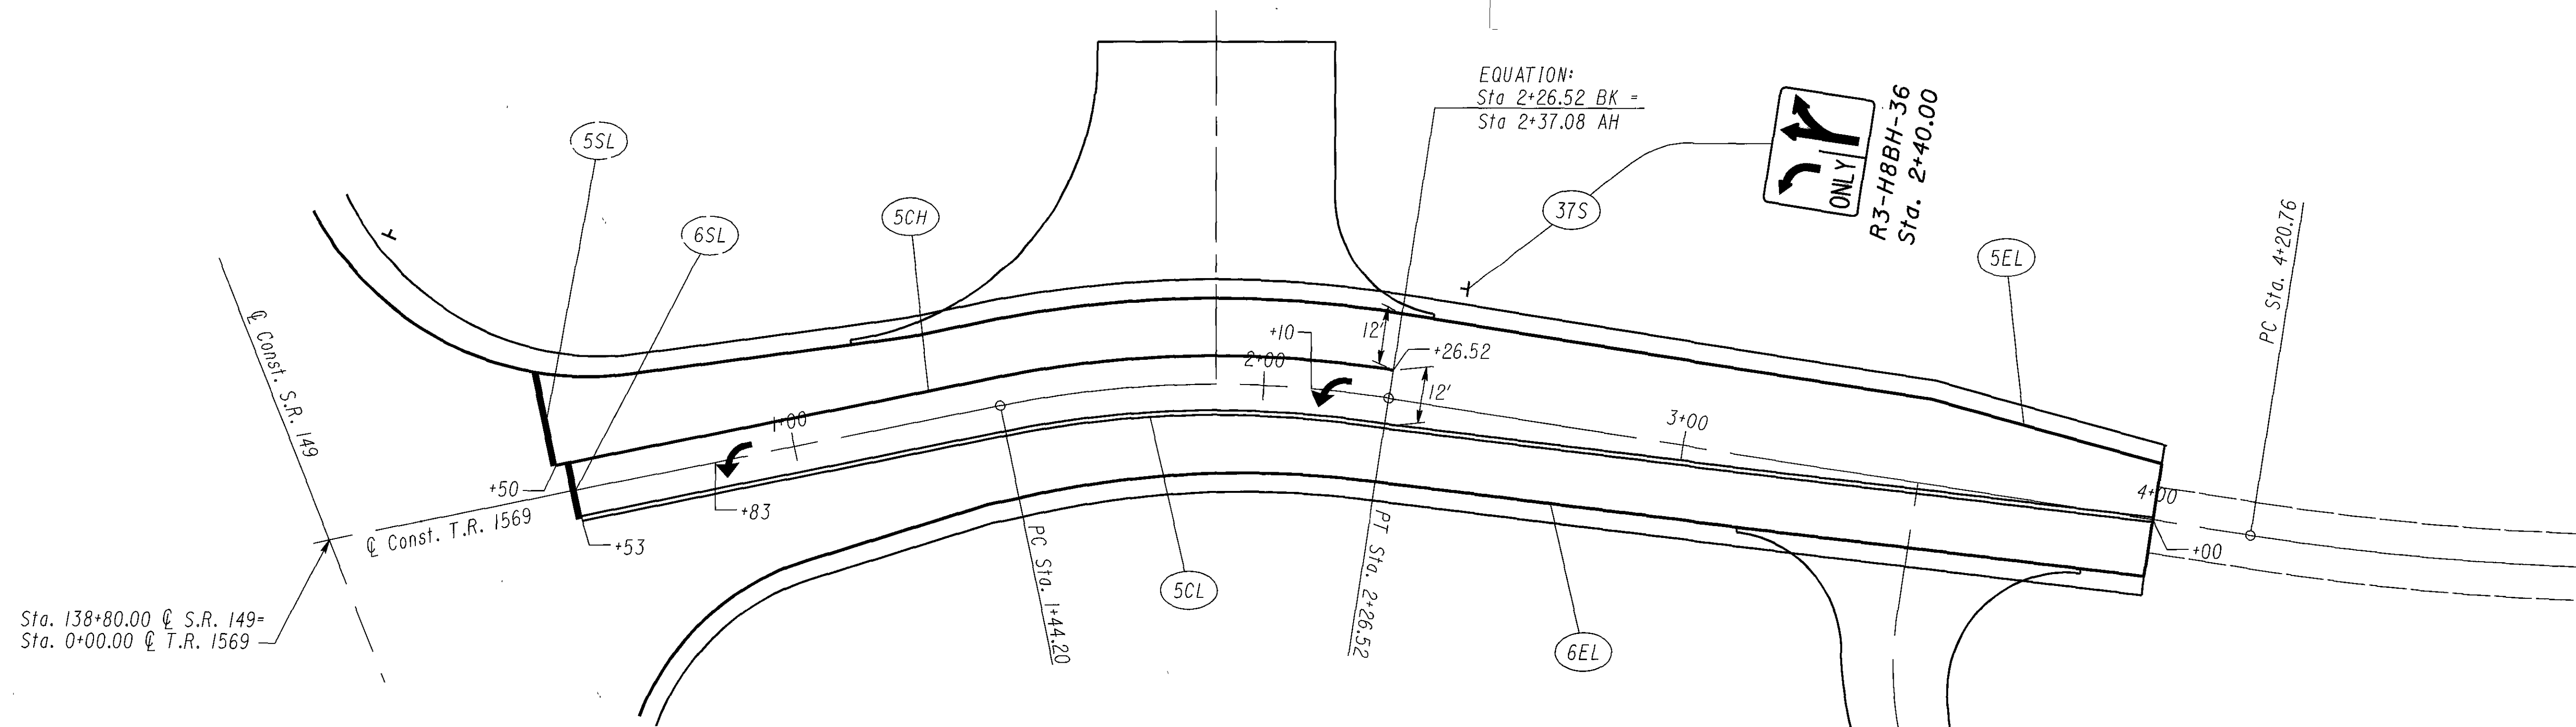 EQUATION:
Sta 2+26.52 BK =
Sta 2+37.08 AH
ONLY
R3-H8BH-36
Sta. 2+40.00
5SL
6SL
5CH
37S
5EL
PC Sta. 4+20.76
℄ Const. S.R. 149
+10
12'
2+00
+26.52
12'
1+00
3+00
4+00
+50
+83
℄ Const. T.R. 1569
+53
+00
PC Sta. 1+44.20
PT Sta. 2+26.52
5CL
6EL
Sta. 138+80.00 ℄ S.R. 149=
Sta. 0+00.00 ℄ T.R. 1569